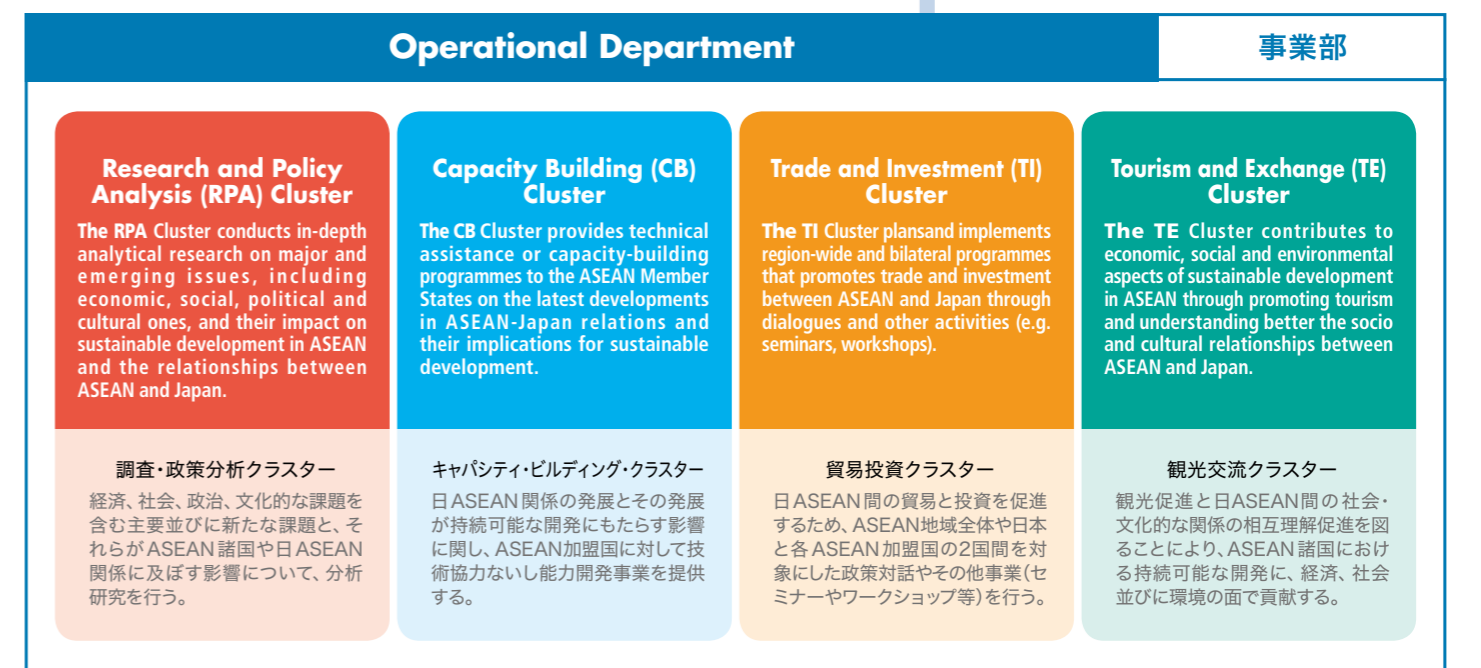 Operational Department
事業部
Research and Policy
Analysis (RPA) Cluster
The RPA Cluster conducts in-depth
analytical research on major and
emerging issues, including
economic, social, political and
cultural ones, and their impact on
sustainable development in ASEAN
and the relationships between
ASEAN and Japan.
調査・政策分析クラスター
経済、社会、政治、文化的な課題を
含む主要並びに新たな課題と、そ
れらがASEAN諸国や日ASEAN
関係に及ぼす影響について、分析
研究を行う。
Capacity Building (CB)
Cluster
The CB Cluster provides technical
assistance or capacity-building
programmes to the ASEAN Member
States on the latest developments
in ASEAN-Japan relations and
their implications for sustainable
development.
キャパシティ・ビルディング・クラスター
日ASEAN関係の発展とその発展
が持続可能な開発にもたらす影響
に関し、ASEAN加盟国に対して技
術協力ないし能力開発事業を提供
する。
Trade and Investment (TI)
Cluster
The TI Cluster plansand implements
region-wide and bilateral programmes
that promotes trade and investment
between ASEAN and Japan through
dialogues and other activities (e.g.
seminars, workshops).
貿易投資クラスター
日ASEAN間の貿易と投資を促進
するため、ASEAN地域全体や日本
と各ASEAN加盟国の2国間を対
象にした政策対話やその他事業(セ
ミナーやワークショップ等)を行う。
Tourism and Exchange (TE)
Cluster
The TE Cluster contributes to
economic, social and environmental
aspects of sustainable development
in ASEAN through promoting tourism
and understanding better the socio
and cultural relationships between
ASEAN and Japan.
観光交流クラスター
観光促進と日ASEAN間の社会・
文化的な関係の相互理解促進を図
ることにより、ASEAN諸国におけ
る持続可能な開発に、経済、社会
並びに環境の面で貢献する。